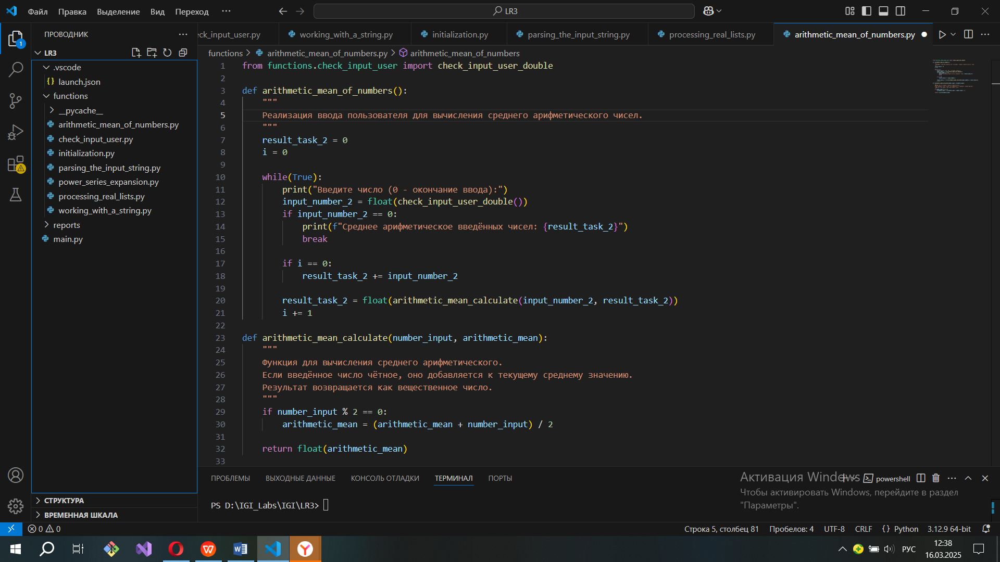 Файл Правка Выделение Вид Переход ··· LR3
ПРОВОДНИК
LR3
.vscode
launch.json
functions
__pycache__
arithmetic_mean_of_numbers.py
check_input_user.py
initialization.py
parsing_the_input_string.py
power_series_expansion.py
processing_real_lists.py
working_with_a_string.py
reports
main.py
СТРУКТУРА
ВРЕМЕННАЯ ШКАЛА
1
eck_input_user.py working_with_a_string.py initialization.py parsing_the_input_string.py processing_real_lists.py arithmetic_mean_of_numbers.py
functions > arithmetic_mean_of_numbers.py > arithmetic_mean_of_numbers
1 from functions.check_input_user import check_input_user_double
2
3 def arithmetic_mean_of_numbers():
4 """
5 Реализация ввода пользователя для вычисления среднего арифметического чисел.
6 """
7 result_task_2 = 0
8 i = 0
9
10 while(True):
11 print("Введите число (0 - окончание ввода):")
12 input_number_2 = float(check_input_user_double())
13 if input_number_2 == 0:
14 print(f"Среднее арифметическое введённых чисел: {result_task_2}")
15 break
16
17 if i == 0:
18 result_task_2 += input_number_2
19
20 result_task_2 = float(arithmetic_mean_calculate(input_number_2, result_task_2))
21 i += 1
22
23 def arithmetic_mean_calculate(number_input, arithmetic_mean):
24 """
25 Функция для вычисления среднего арифметического.
26 Если введённое число чётное, оно добавляется к текущему среднему значению.
27 Результат возвращается как вещественное число.
28 """
29 if number_input % 2 == 0:
30 arithmetic_mean = (arithmetic_mean + number_input) / 2
31
32 return float(arithmetic_mean)
33
ПРОБЛЕМЫ ВЫХОДНЫЕ ДАННЫЕ КОНСОЛЬ ОТЛАДКИ ТЕРМИНАЛ ПОРТЫ powershell
PS D:\IGI_Labs\IGI\LR3>
Активация Windows
Чтобы активировать Windows, перейдите в раздел
"Параметры".
0 0 Строка 5, столбец 81 Пробелов: 4 UTF-8 CRLF {} Python 3.12.9 64-bit
РУС 12:38
16.03.2025